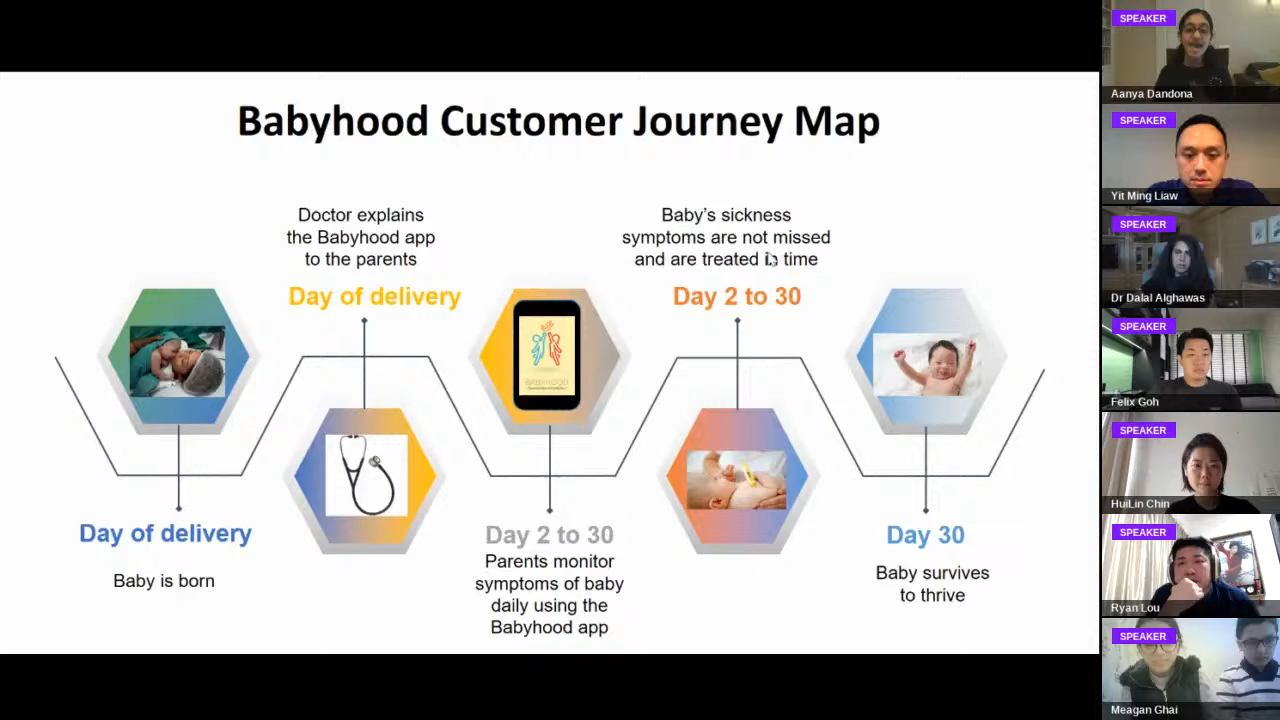 Babyhood Customer Journey Map
Doctor explains
the Babyhood app
to the parents
Day of delivery
Baby's sickness
symptoms are not missed
and are treated in time
Day 2 to 30
BABYHOOD
Day of delivery
Baby is born
Day 2 to 30
Parents monitor
symptoms of baby
daily using the
Babyhood app
Day 30
Baby survives
to thrive
SPEAKER
Aanya Dandona
SPEAKER
Yit Ming Liaw
SPEAKER
Dr Dalal Alghawas
SPEAKER
Felix Goh
SPEAKER
HuiLin Chin
SPEAKER
Ryan Lou
SPEAKER
Meagan Ghai